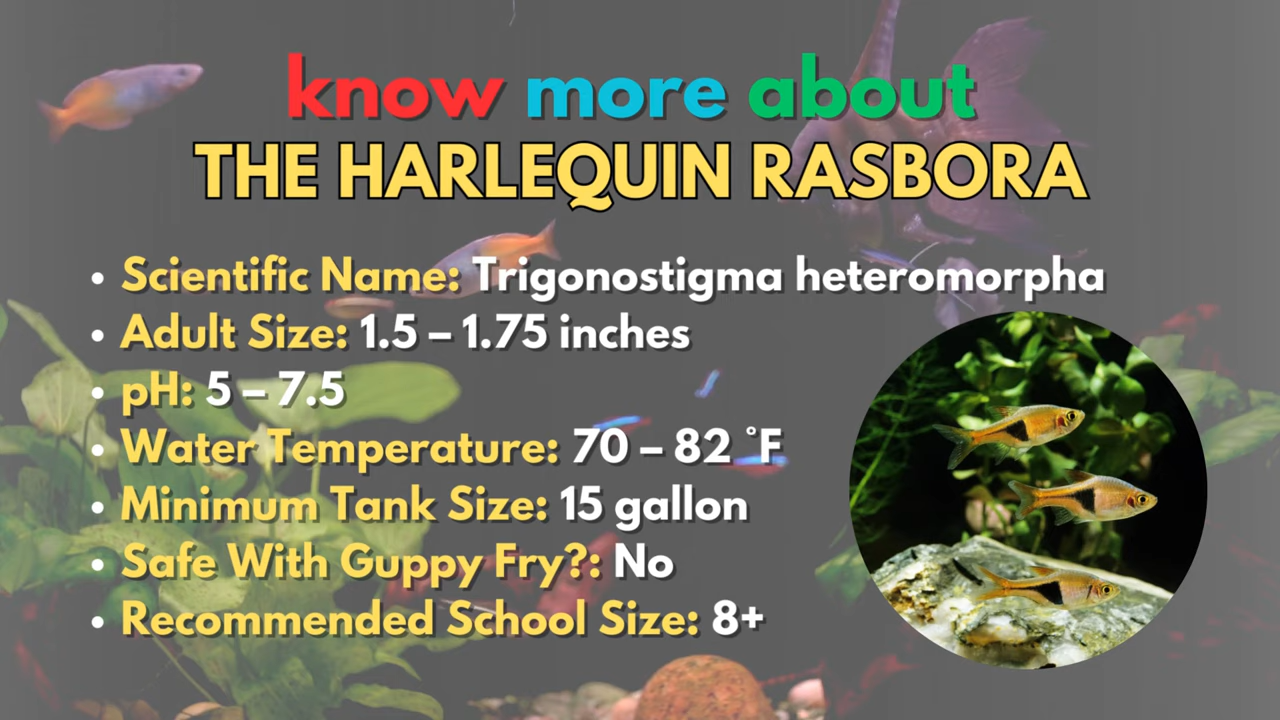 know more about
THE HARLEQUIN RASBORA
• Scientific Name: Trigonostigma heteromorpha
• Adult Size: 1.5 – 1.75 inches
• pH: 5 – 7.5
• Water Temperature: 70 – 82 °F
• Minimum Tank Size: 15 gallon
• Safe With Guppy Fry?: No
• Recommended School Size: 8+